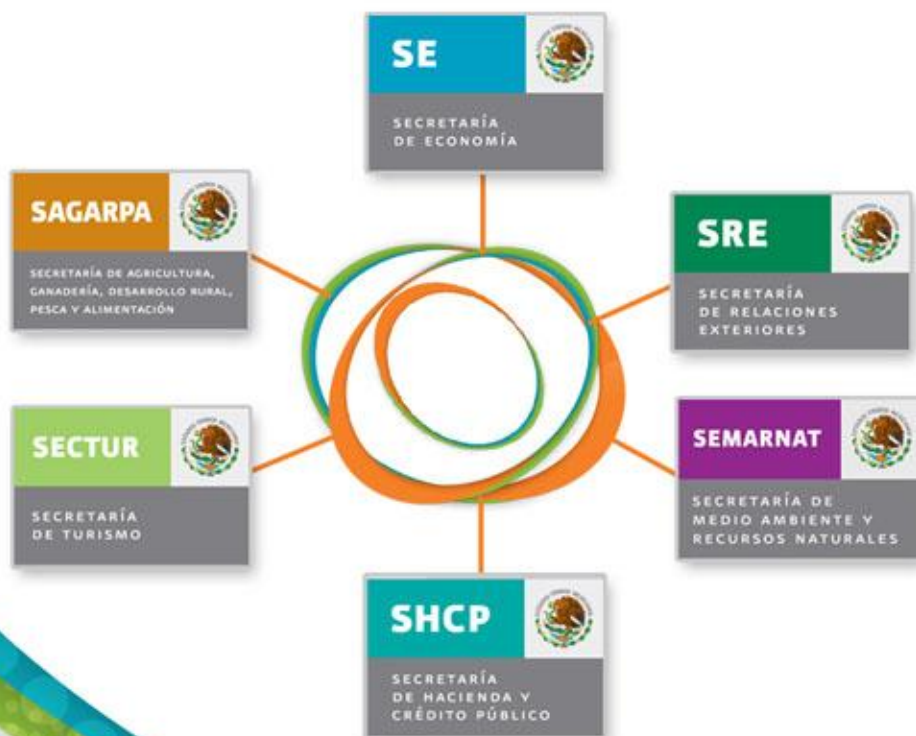 SE
SECRETARÍA
DE ECONOMÍA
SAGARPA
SECRETARÍA DE AGRICULTURA,
GANADERÍA, DESARROLLO RURAL,
PESCA Y ALIMENTACIÓN
SRE
SECRETARÍA
DE RELACIONES
EXTERIORES
SECTUR
SECRETARÍA
DE TURISMO
SEMARNAT
SECRETARÍA DE
MEDIO AMBIENTE Y
RECURSOS NATURALES
SHCP
SECRETARÍA
DE HACIENDA Y
CRÉDITO PÚBLICO